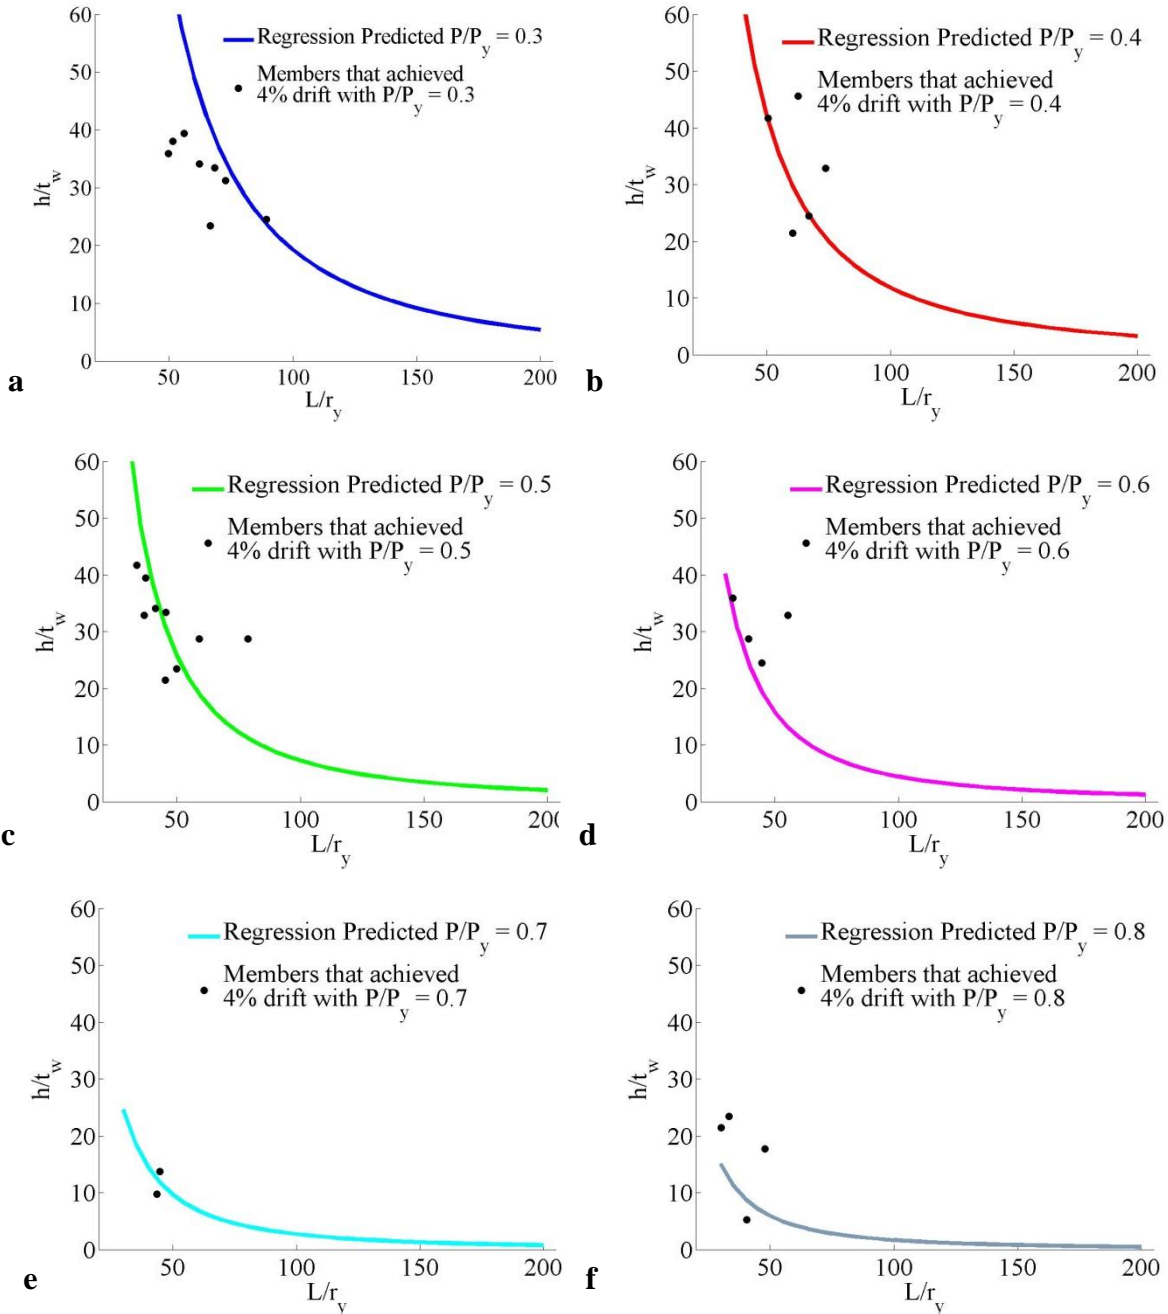 60
50
40
30
20
10
0
h/t_w
Regression Predicted P/P_y = 0.3
Members that achieved
4% drift with P/P_y = 0.3
50
100
150
200
L/r_y
a
60
50
40
30
20
10
0
h/t_w
Regression Predicted P/P_y = 0.4
Members that achieved
4% drift with P/P_y = 0.4
50
100
150
200
L/r_y
b
60
50
40
30
20
10
0
h/t_w
Regression Predicted P/P_y = 0.5
Members that achieved
4% drift with P/P_y = 0.5
50
100
150
200
L/r_y
c
60
50
40
30
20
10
0
h/t_w
Regression Predicted P/P_y = 0.6
Members that achieved
4% drift with P/P_y = 0.6
50
100
150
200
L/r_y
d
60
50
40
30
20
10
0
h/t_w
Regression Predicted P/P_y = 0.7
Members that achieved
4% drift with P/P_y = 0.7
50
100
150
200
L/r_y
e
60
50
40
30
20
10
0
h/t_w
Regression Predicted P/P_y = 0.8
Members that achieved
4% drift with P/P_y = 0.8
50
100
150
200
L/r_y
f